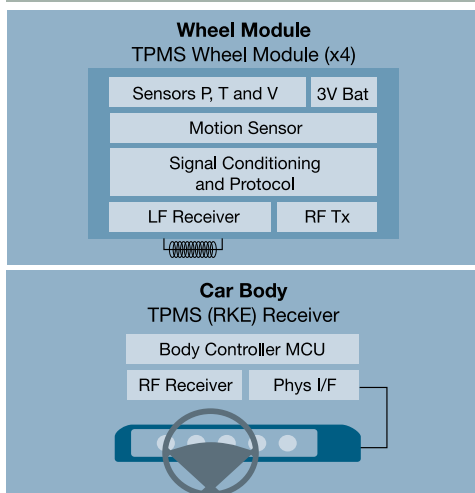 Wheel Module
TPMS Wheel Module (x4)
Sensors P, T and V
3V Bat
Motion Sensor
Signal Conditioning
and Protocol
LF Receiver
RF Tx
Car Body
TPMS (RKE) Receiver
Body Controller MCU
RF Receiver
Phys I/F